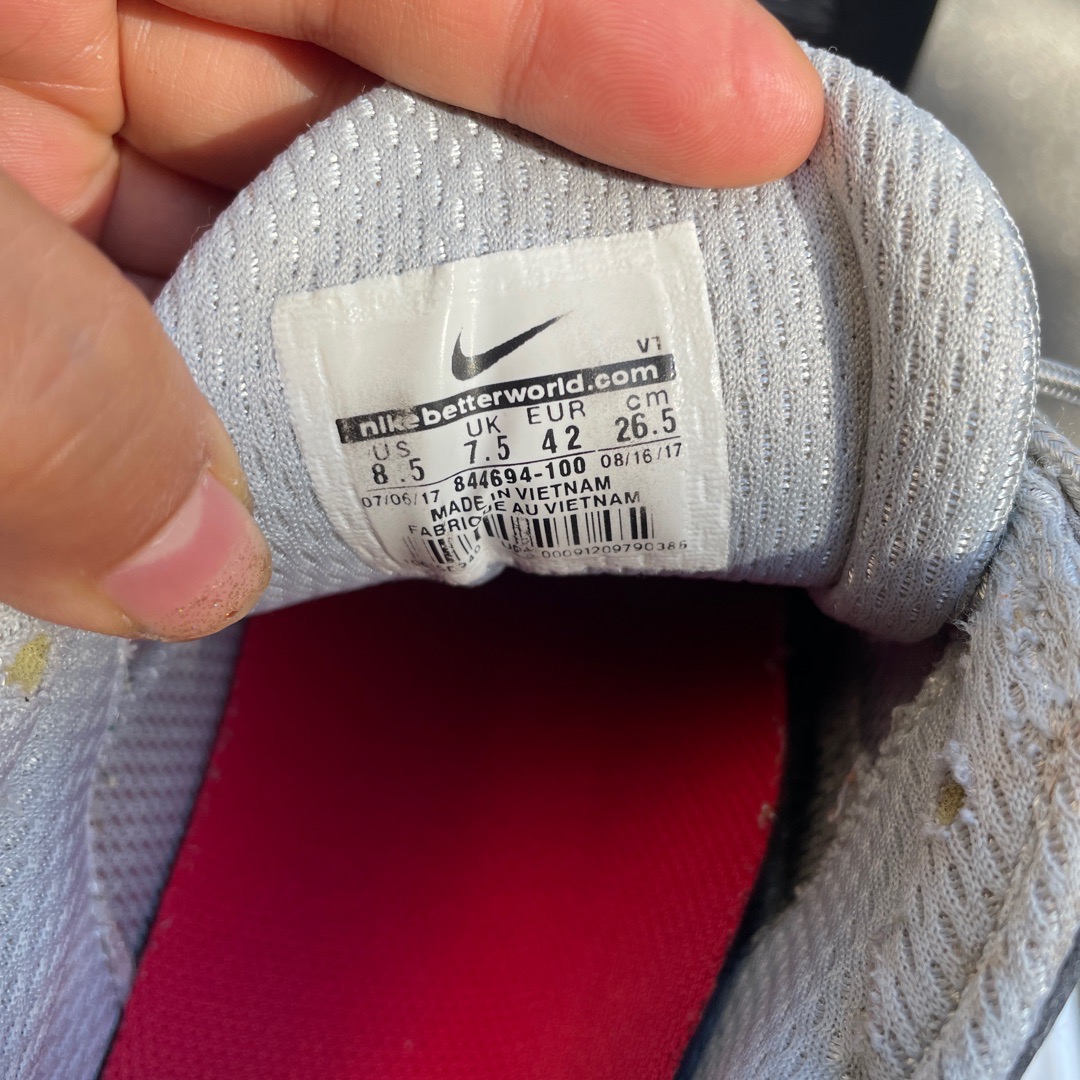 V1
nikebetterworld.com
US UK EUR cm
8.5 7.5 42 26.5
07/06/17 844694-100 08/16/17
MADE IN VIETNAM
FABRIQUE AU VIETNAM
00091209790386